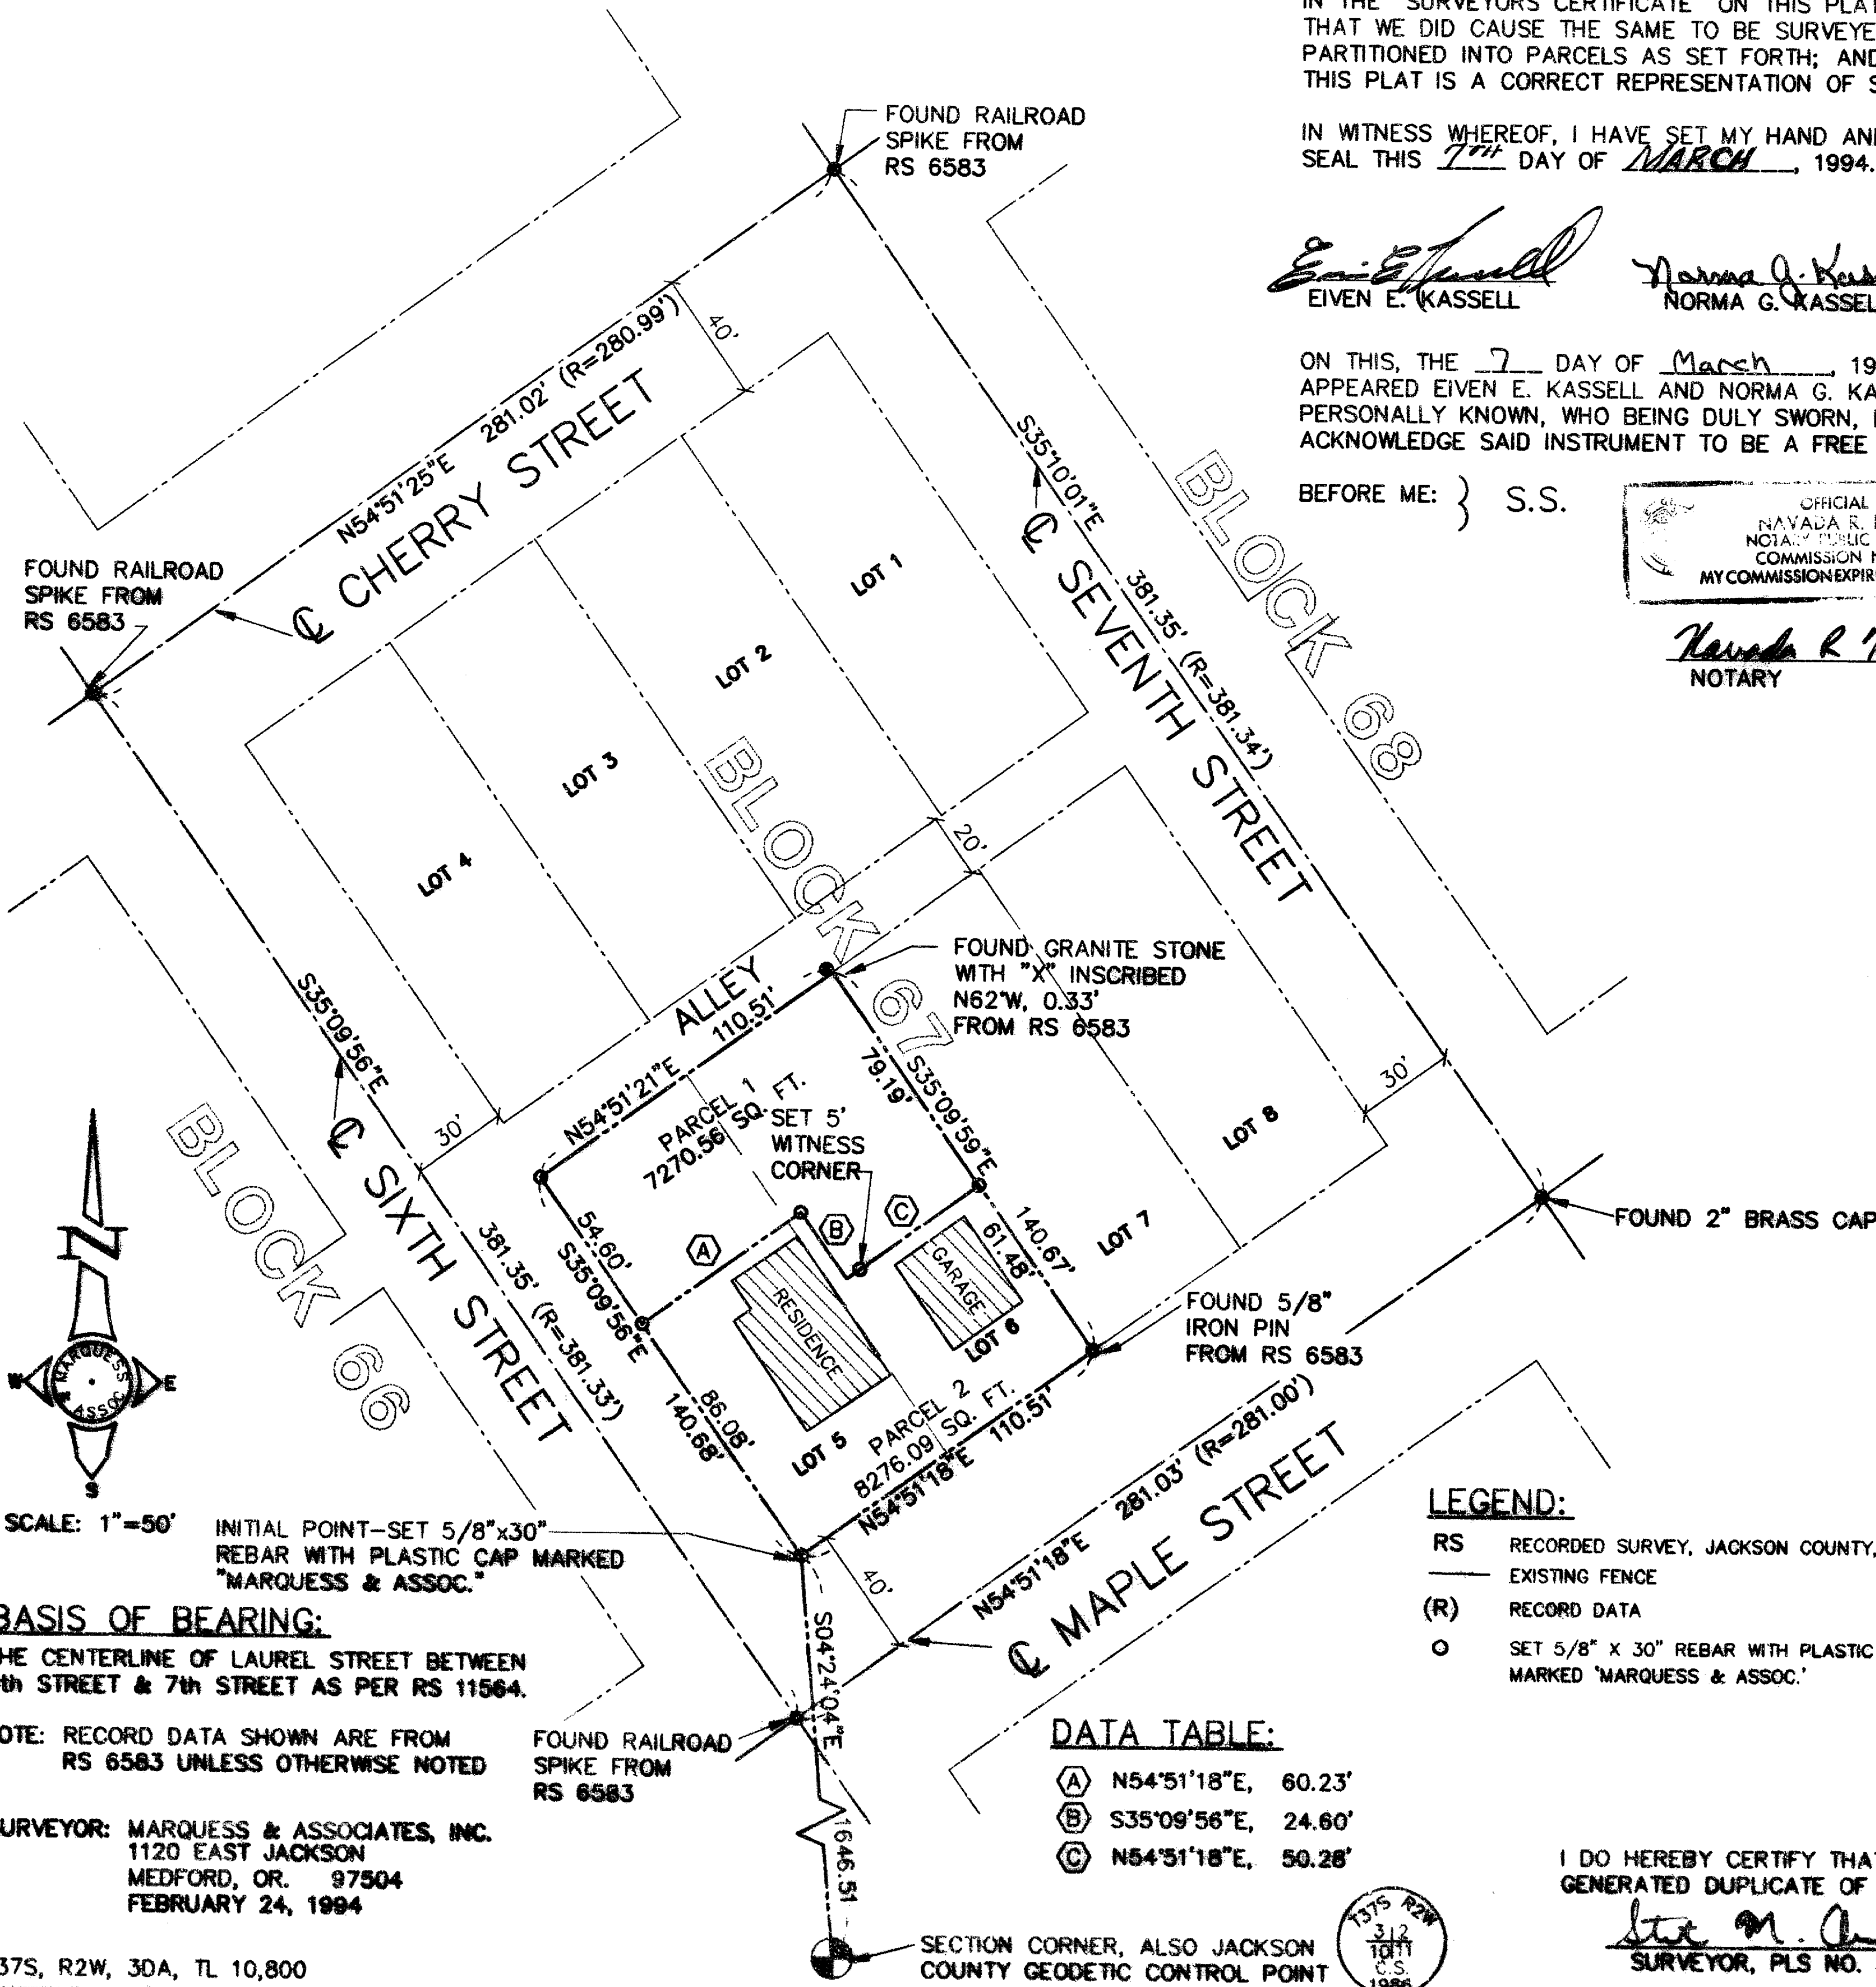 IN THE "SURVEYORS CERTIFICATE" ON THIS PLAT
THAT WE DID CAUSE THE SAME TO BE SURVEYE
PARTITIONED INTO PARCELS AS SET FORTH; AND
THIS PLAT IS A CORRECT REPRESENTATION OF S
IN WITNESS WHEREOF, I HAVE SET MY HAND AN
SEAL THIS 7TH DAY OF MARCH, 1994.
EIVEN E. KASSELL
Norma G. Kass
NORMA G. KASSEL
ON THIS, THE 7 DAY OF March, 19
APPEARED EIVEN E. KASSELL AND NORMA G. KA
PERSONALLY KNOWN, WHO BEING DULY SWORN,
ACKNOWLEDGE SAID INSTRUMENT TO BE A FREE
BEFORE ME: } S.S.
OFFICIAL
NAVADA R.
NOTARY PUBLIC
COMMISSION
MY COMMISSION EXPIR
Navada R
NOTARY
FOUND RAILROAD
SPIKE FROM
RS 6583
FOUND RAILROAD
SPIKE FROM
RS 6583
N54°51'25"E 281.02' (R=280.99')
℄ CHERRY STREET
40'
S35°10'01"E 381.35' (R=381.34')
℄ SEVENTH STREET
BLOCK 68
LOT 1
LOT 2
LOT 3
LOT 4
BLOCK 67
20'
ALLEY
FOUND GRANITE STONE
WITH "X" INSCRIBED
N62°W, 0.33'
FROM RS 6583
S35°09'56"E 381.35' (R=381.33')
℄ SIXTH STREET
BLOCK 66
30'
30'
N54°51'21"E 110.51'
PARCEL 1
7270.56 SQ. FT.
SET 5'
WITNESS
CORNER
79.19'
S35°09'59"E
140.67'
61.48'
54.60'
S35°09'56"E
86.08'
140.68'
A
B
C
RESIDENCE
GARAGE
LOT 5
LOT 6
LOT 7
LOT 8
PARCEL 2
8276.09 SQ. FT.
N54°51'18"E 110.51'
FOUND 2" BRASS CAP
FOUND 5/8"
IRON PIN
FROM RS 6583
N54°51'18"E 281.03' (R=281.00')
℄ MAPLE STREET
40'
N
W
E
S
MARQUESS
& ASSOC
SCALE: 1"=50'
INITIAL POINT-SET 5/8"x30"
REBAR WITH PLASTIC CAP MARKED
"MARQUESS & ASSOC."
BASIS OF BEARING:
HE CENTERLINE OF LAUREL STREET BETWEEN
th STREET & 7th STREET AS PER RS 11564.
OTE: RECORD DATA SHOWN ARE FROM
RS 6583 UNLESS OTHERWISE NOTED
FOUND RAILROAD
SPIKE FROM
RS 6583
S04°24'04"E
1646.51
URVEYOR: MARQUESS & ASSOCIATES, INC.
1120 EAST JACKSON
MEDFORD, OR. 97504
FEBRUARY 24, 1994
37S, R2W, 3DA, TL 10,800
LEGEND:
RS RECORDED SURVEY, JACKSON COUNTY,
EXISTING FENCE
(R) RECORD DATA
SET 5/8" X 30" REBAR WITH PLASTIC
MARKED 'MARQUESS & ASSOC.'
DATA TABLE:
A N54°51'18"E, 60.23'
B S35°09'56"E, 24.60'
C N54°51'18"E, 50.28'
SECTION CORNER, ALSO JACKSON
COUNTY GEODETIC CONTROL POINT
T37S R2W
3 2
10 11
C.S.
1986
I DO HEREBY CERTIFY THAT
GENERATED DUPLICATE OF
SURVEYOR, PLS NO.